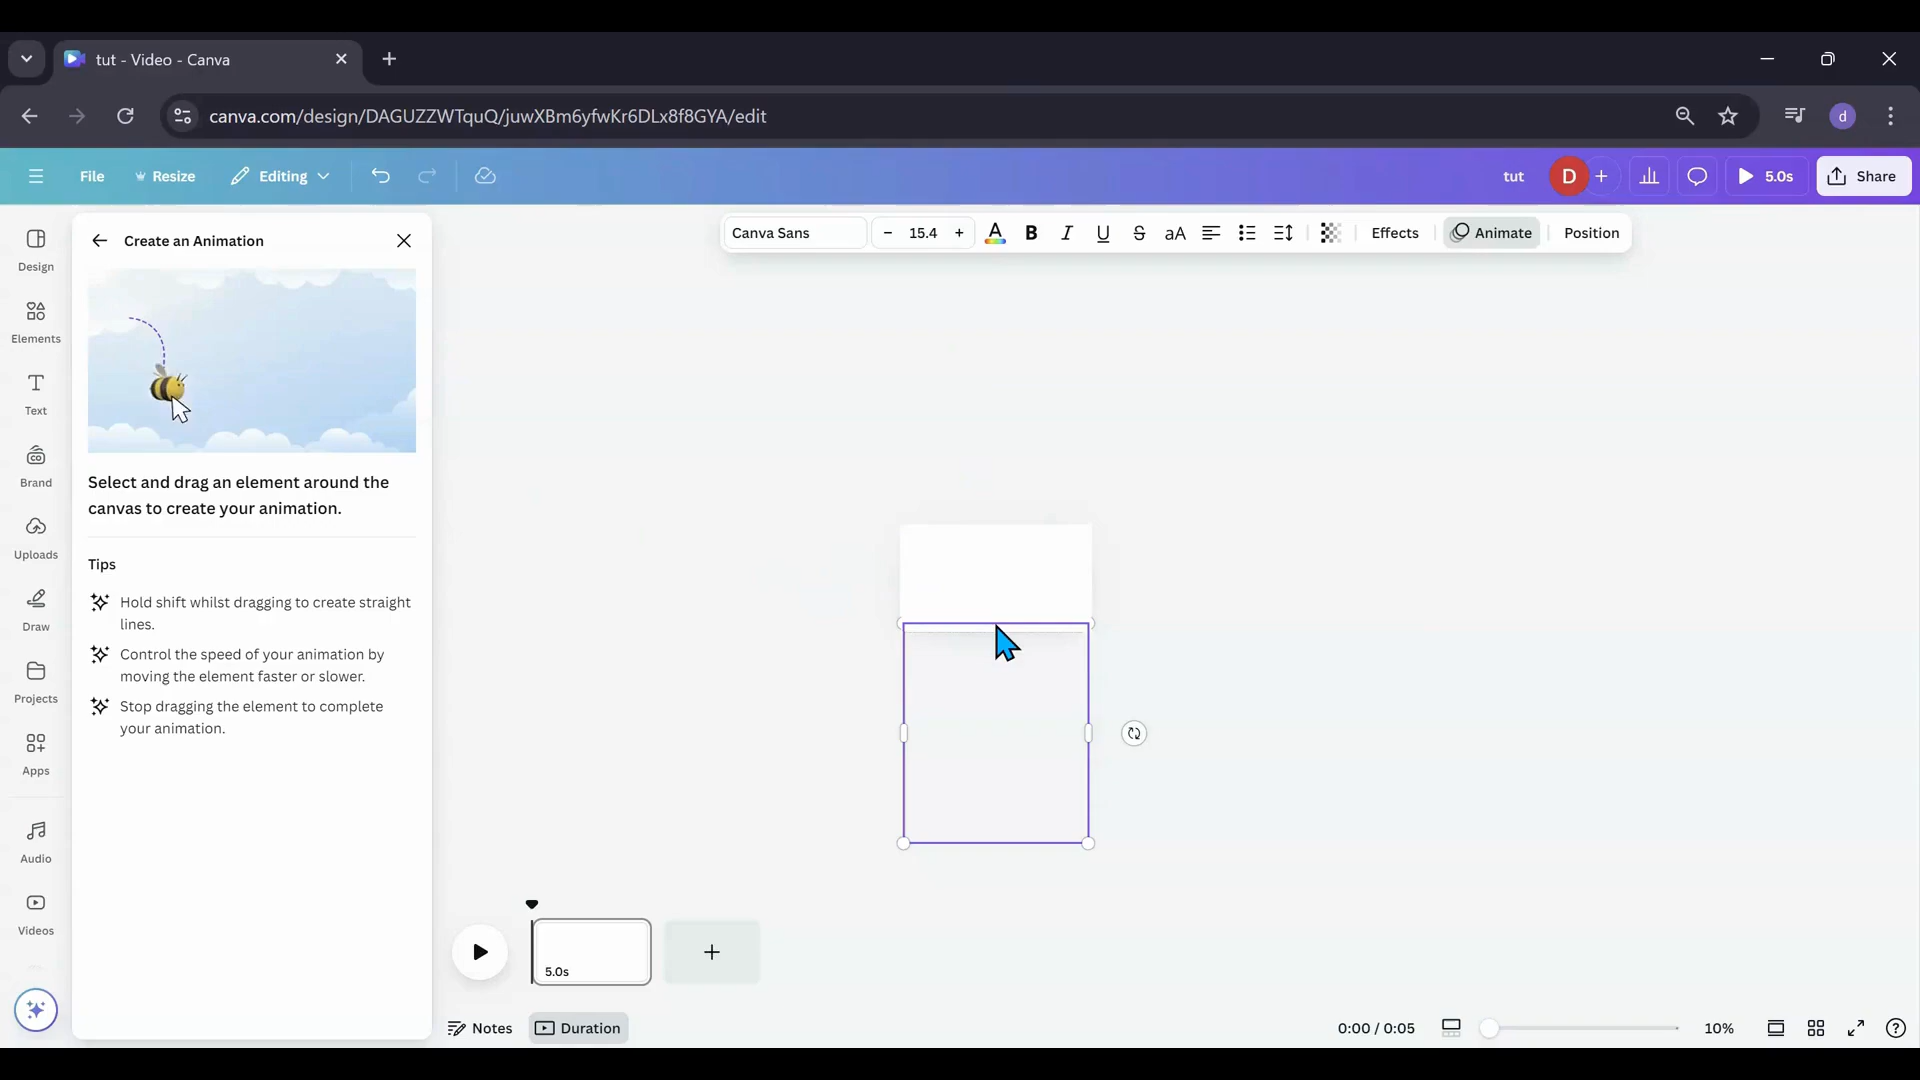 tut - Video - Canva
canva.com/design/DAGUZZWTquQ/juwXBm6yfwKr6DLx8f8GYA/edit
d
File
Resize
Editing
tut
D
+
5.0s
Share
Design
Elements
Text
Brand
Uploads
Draw
Projects
Apps
Audio
Videos
Create an Animation
Select and drag an element around the
canvas to create your animation.
Tips
Hold shift whilst dragging to create straight
lines.
Control the speed of your animation by
moving the element faster or slower.
Stop dragging the element to complete
your animation.
Canva Sans
– 15.4 +
A
B
I
U
S
aA
Effects
Animate
Position
5.0s
+
Notes
Duration
0:00 / 0:05
10%